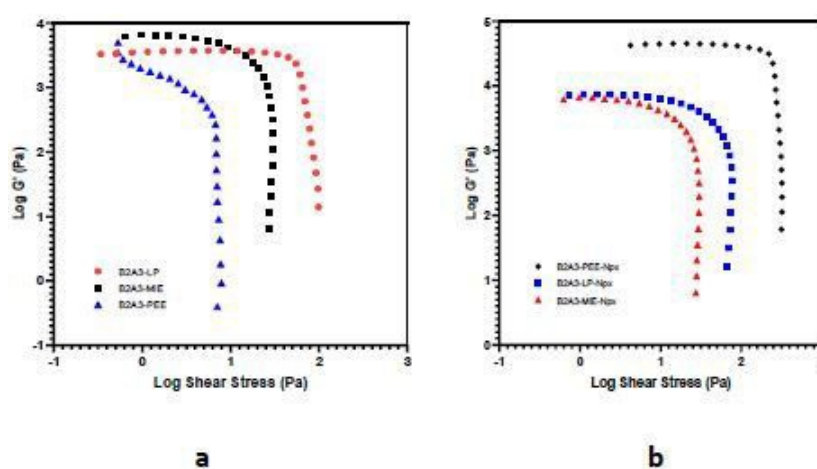 Log G' (Pa)
4
3
2
1
0
-1
B2A3-LP
B2A3-MIE
B2A3-PEE
-1 0 1 2 3
Log Shear Stress (Pa)
a
Log G' (Pa)
5
4
3
2
1
0
B2A3-PEE-Npx
B2A3-LP-Npx
B2A3-MIE-Npx
-1 0 1 2
Log Shear Stress (Pa)
b